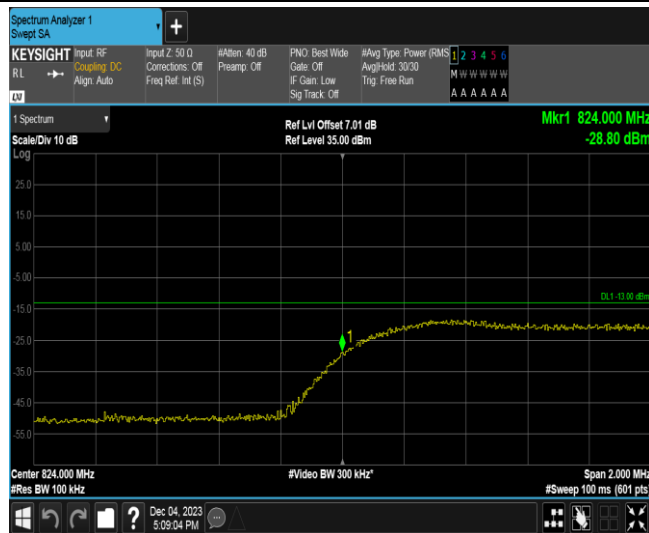 Spectrum Analyzer 1
Swept SA
+
KEYSIGHT
RL
LXI
Input: RF
Coupling: DC
Align: Auto
Input Z: 50 Ω
Corrections: Off
Freq Ref: Int (S)
#Atten: 40 dB
Preamp: Off
PNO: Best Wide
Gate: Off
IF Gain: Low
Sig Track: Off
#Avg Type: Power (RMS
Avg|Hold: 30/30
Trig: Free Run
1 2 3 4 5 6
M W W W W W
A A A A A A
1 Spectrum
Scale/Div 10 dB
Log
Ref Lvl Offset 7.01 dB
Ref Level 35.00 dBm
Mkr1 824.000 MHz
-28.80 dBm
25.0
15.0
5.00
-5.00
DL1 -13.00 dBm
-15.0
1
-25.0
-35.0
-45.0
-55.0
Center 824.000 MHz
#Video BW 300 kHz*
Span 2.000 MHz
#Res BW 100 kHz
#Sweep 100 ms (601 pts)
?
Dec 04, 2023
5:09:04 PM